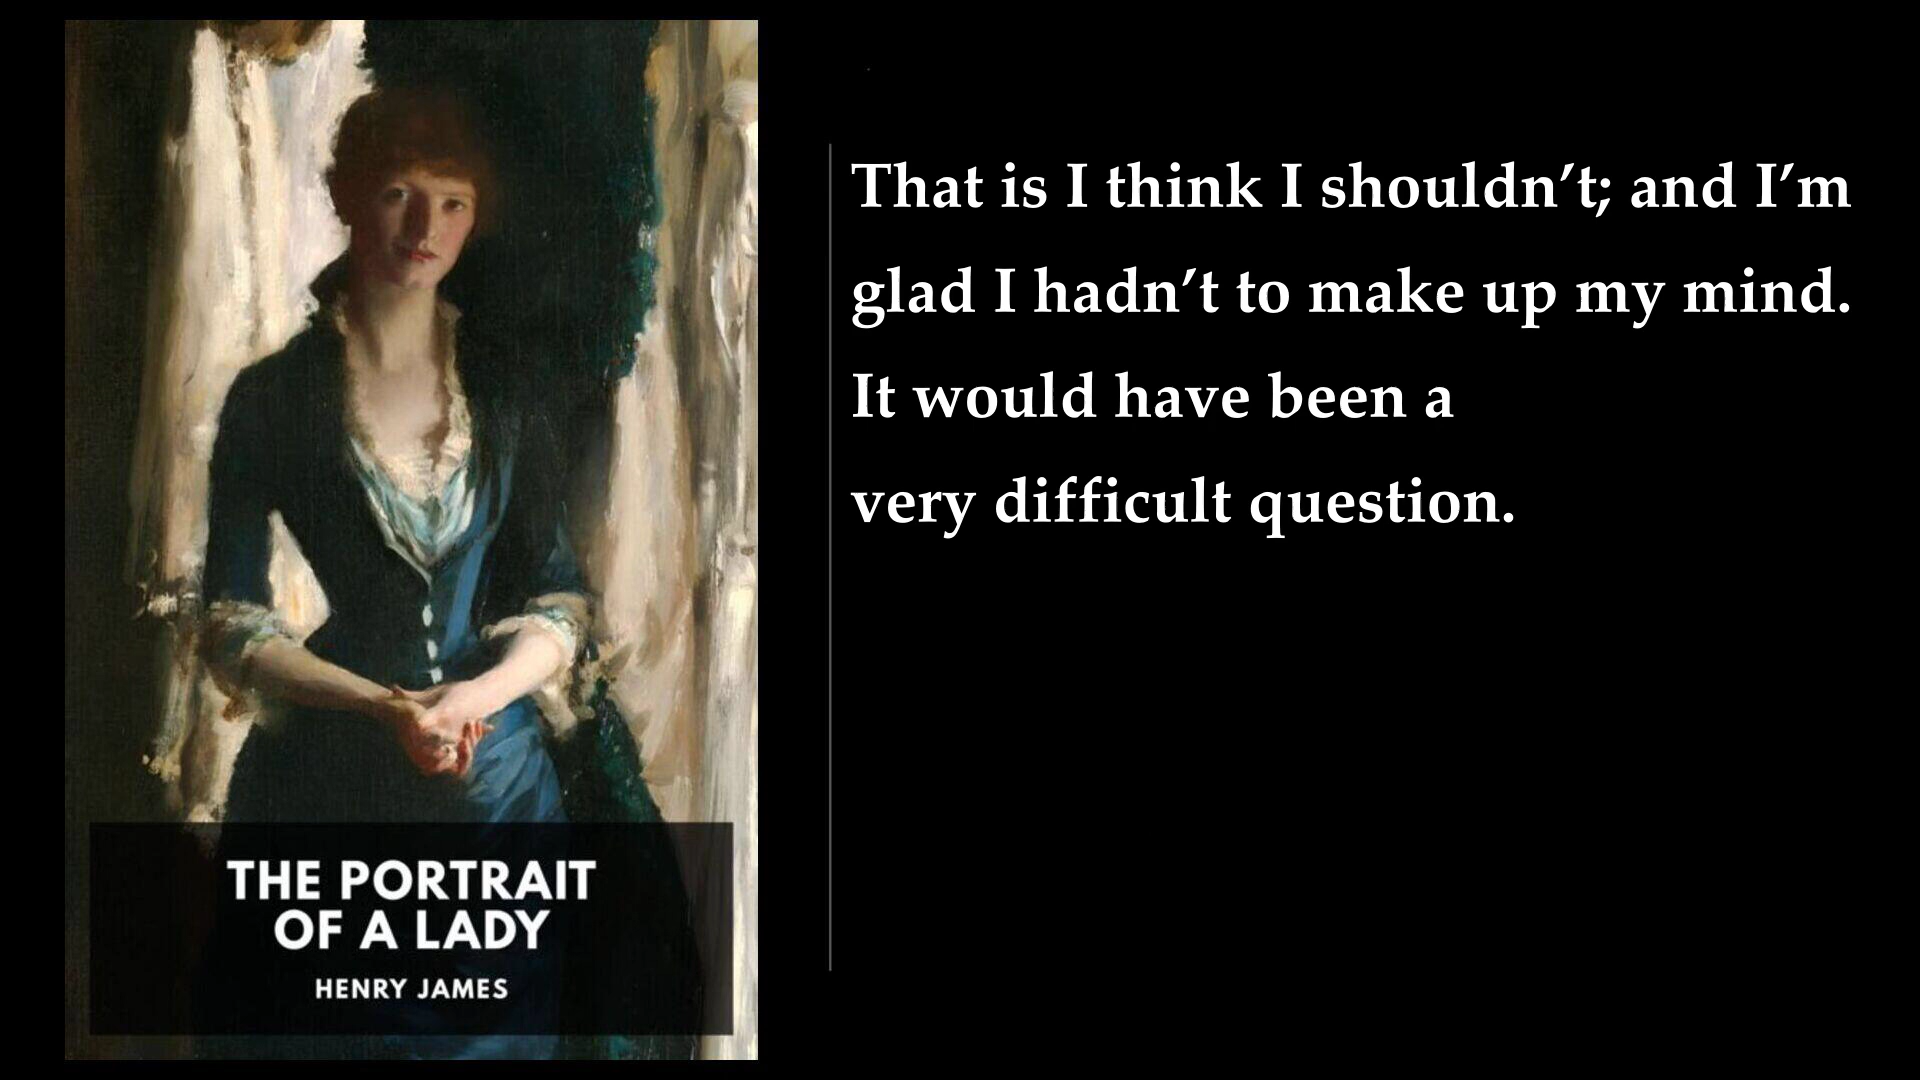 That is I think I shouldn’t; and I’m
glad I hadn’t to make up my mind.
It would have been a
very difficult question.
THE PORTRAIT
OF A LADY
HENRY JAMES